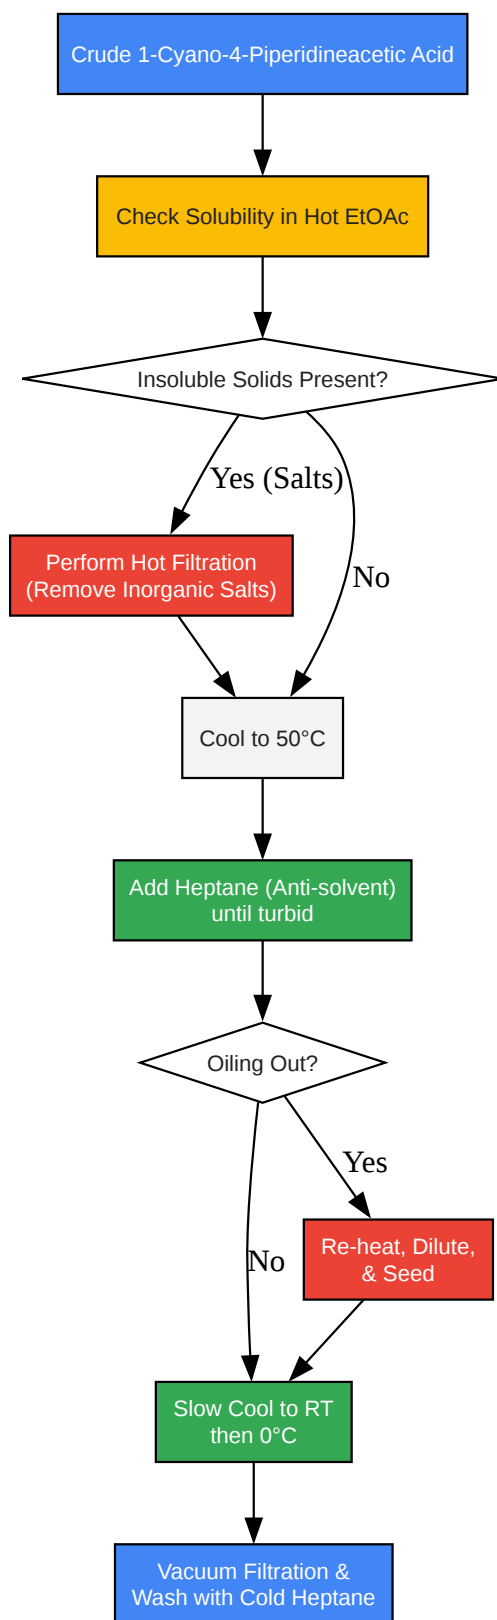 Crude 1-Cyano-4-Piperidineacetic Acid
Check Solubility in Hot EtOAc
Insoluble Solids Present?
Yes (Salts)
Perform Hot Filtration
(Remove Inorganic Salts)
No
Cool to 50°C
Add Heptane (Anti-solvent)
until turbid
Oiling Out?
Yes
Re-heat, Dilute,
& Seed
No
Slow Cool to RT
then 0°C
Vacuum Filtration &
Wash with Cold Heptane